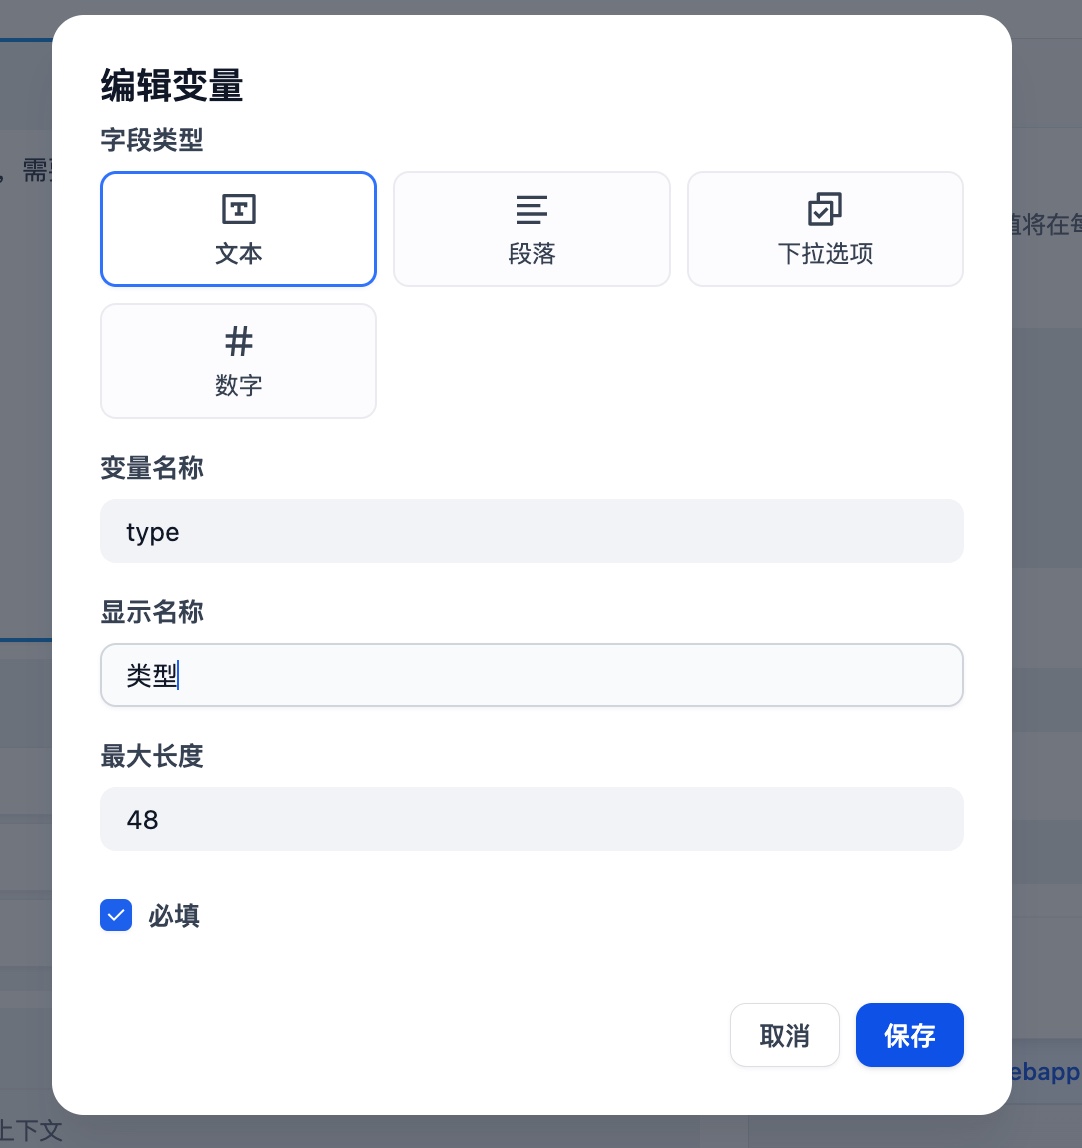 编辑变量
字段类型
文本
段落
下拉选项
数字
变量名称
type
显示名称
类型
最大长度
48
必填
取消
保存
，需
值将在每
ebapp
上下文